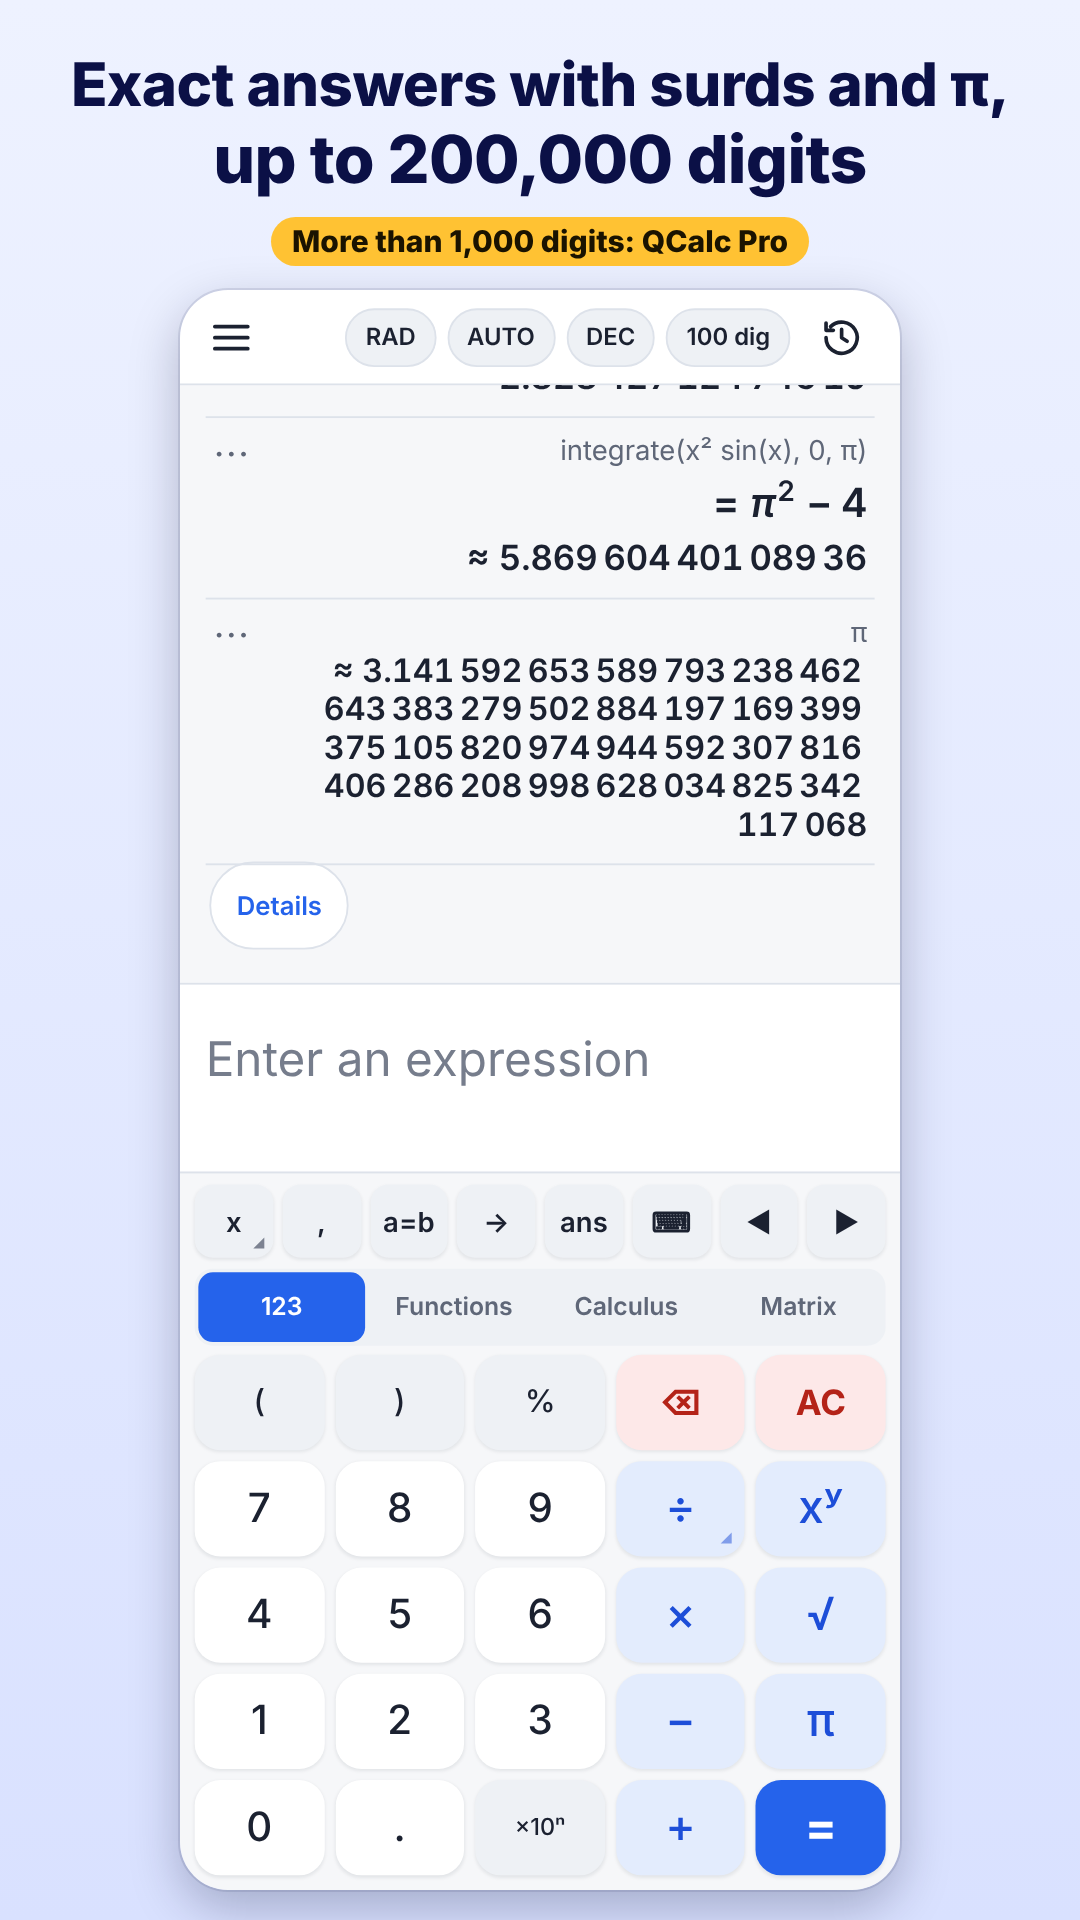 Exact answers with surds and π,
up to 200,000 digits
More than 1,000 digits: QCalc Pro
RAD AUTO DEC 100 dig
... integrate(x² sin(x), 0, π)
= π² − 4
≈ 5.869 604 401 089 36
... π
≈ 3.141 592 653 589 793 238 462
643 383 279 502 884 197 169 399
375 105 820 974 944 592 307 816
406 286 208 998 628 034 825 342
117 068
Details
Enter an expression
x , a=b → ans ⌨ ◀ ▶
123 Functions Calculus Matrix
( ) % ⌫ AC
7 8 9 ÷ xʸ
4 5 6 × √
1 2 3 − π
0 . ×10ⁿ + =